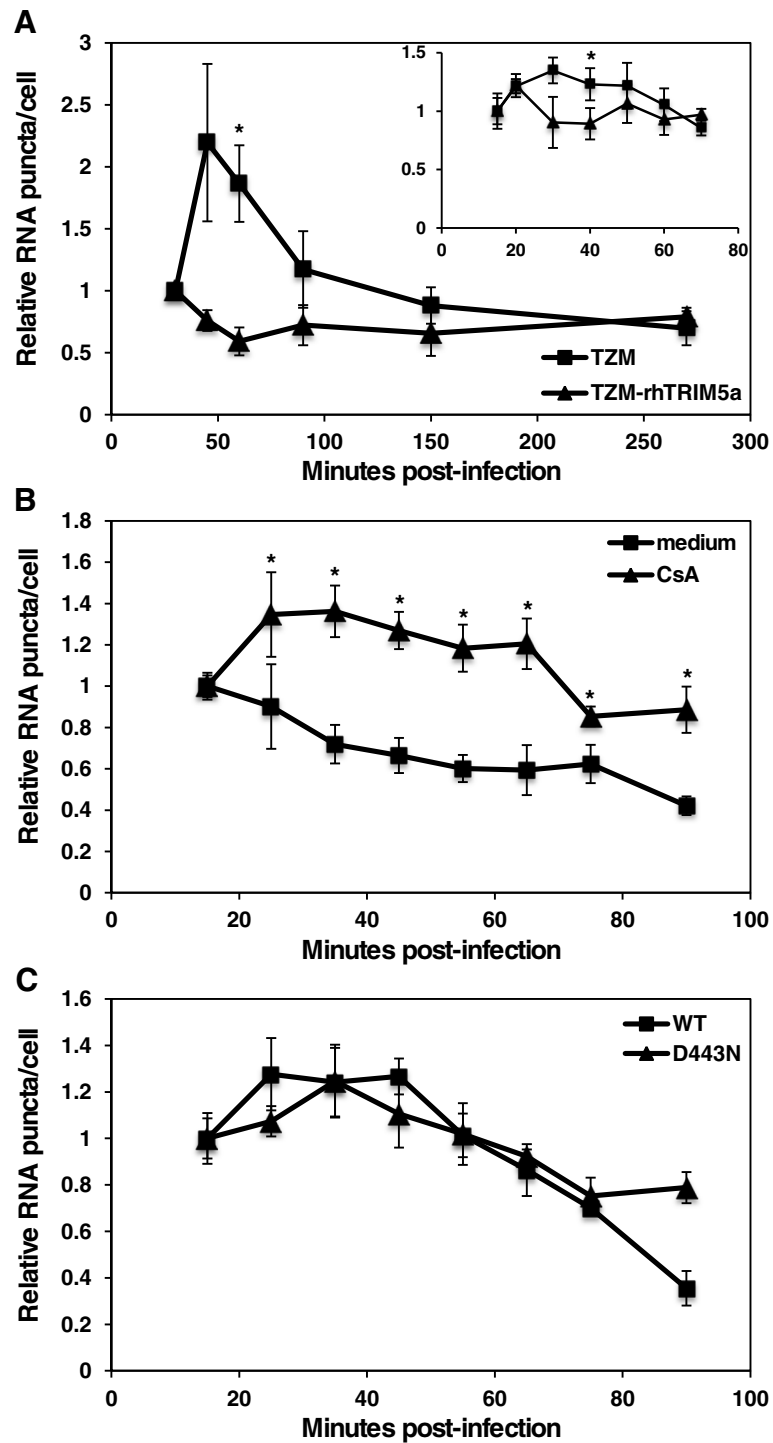 A
Relative RNA puncta/cell
3
2.5
2
1.5
1
0.5
0
0 50 100 150 200 250 300
Minutes post-infection
*
TZM
TZM-rhTRIM5a
1.5
1
0.5
0
0 20 40 60 80
*
B
Relative RNA puncta/cell
1.8
1.6
1.4
1.2
1
0.8
0.6
0.4
0.2
0
0 20 40 60 80 100
Minutes post-infection
medium
CsA
* * * * * * *
C
Relative RNA puncta/cell
1.6
1.4
1.2
1
0.8
0.6
0.4
0.2
0
0 20 40 60 80 100
Minutes post-infection
WT
D443N